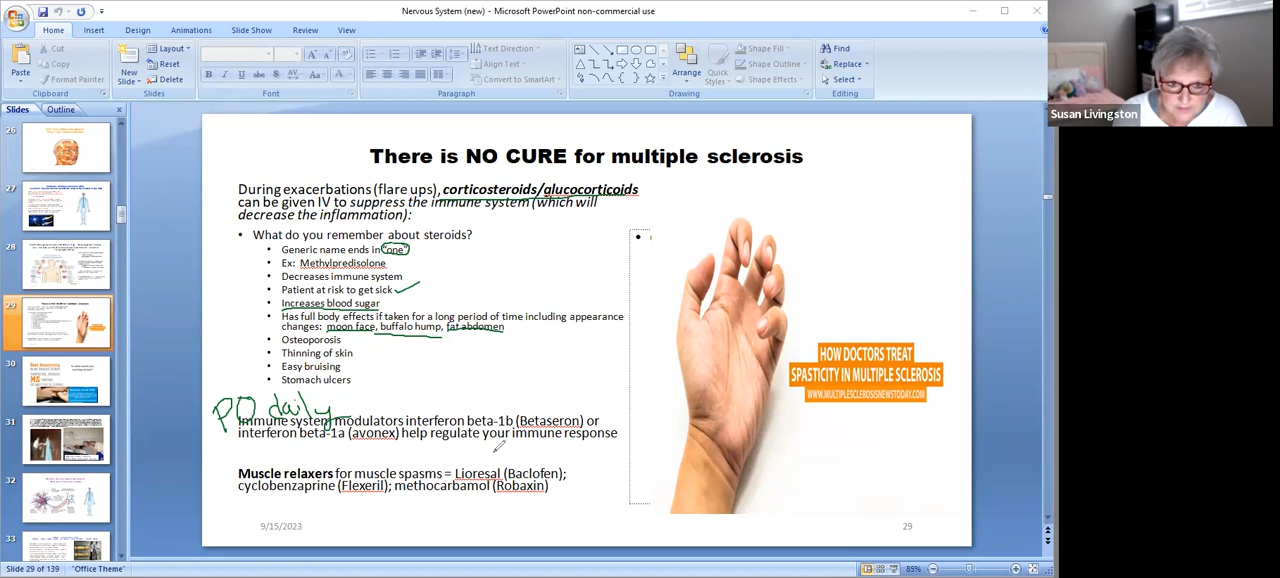 Nervous System (new) - Microsoft PowerPoint non-commercial use
Home Insert Design Animations Slide Show Review View
Paste
Cut
Copy
Format Painter
Clipboard
New Slide
Layout
Reset
Delete
Slides
Font
Paragraph
Text Direction
Align Text
Convert to SmartArt
Arrange
Quick Styles
Shape Fill
Shape Outline
Shape Effects
Drawing
Find
Replace
Select
Editing
Susan Livingston
Slides Outline
26
27
28
29
30
31
32
33
There is NO CURE for multiple sclerosis
During exacerbations (flare ups), corticosteroids/glucocorticoids
can be given IV to suppress the immune system (which will
decrease the inflammation):
• What do you remember about steroids?
• Generic name ends in "one"
• Ex: Methylpredisolone
• Decreases immune system
• Patient at risk to get sick
• Increases blood sugar
• Has full body effects if taken for a long period of time including appearance
changes: moon face, buffalo hump, fat abdomen
• Osteoporosis
• Thinning of skin
• Easy bruising
• Stomach ulcers
PO daily
Immune system modulators interferon beta-1b (Betaseron) or
interferon beta-1a (avonex) help regulate your immune response
Muscle relaxers for muscle spasms = Lioresal (Baclofen);
cyclobenzaprine (Flexeril); methocarbamol (Robaxin)
HOW DOCTORS TREAT
SPASTICITY IN MULTIPLE SCLEROSIS
WWW.MULTIPLESCLEROSISNEWSTODAY.COM
9/15/2023
29
Slide 29 of 139 "Office Theme"
85%